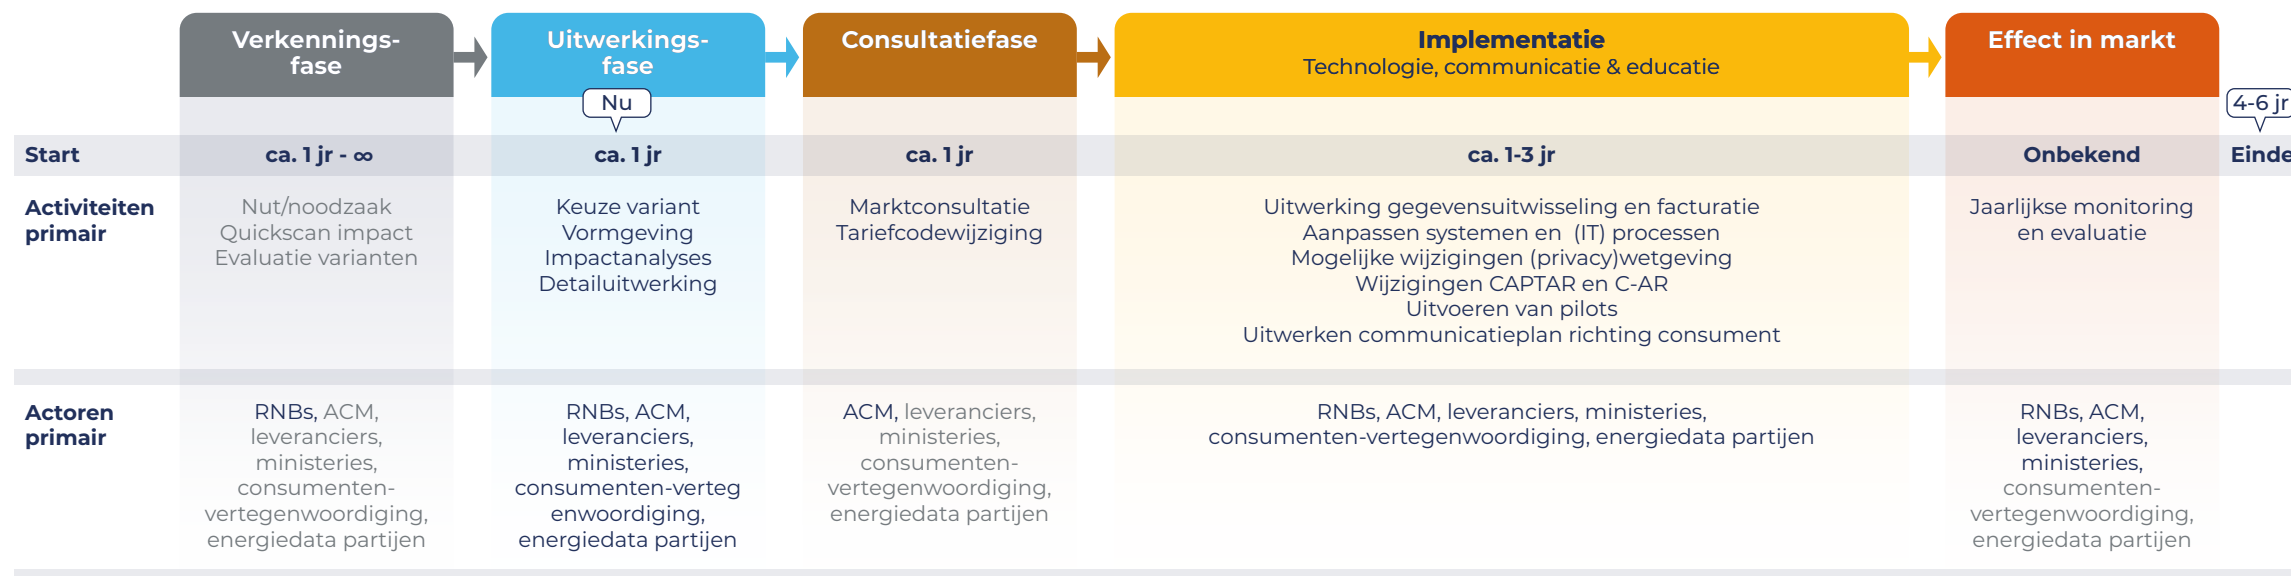 Verkennings-
fase
Uitwerkings-
fase
Consultatiefase
Implementatie
Technologie, communicatie & educatie
Effect in markt
Nu
4-6 jr
Start
ca. 1 jr - ∞
ca. 1 jr
ca. 1 jr
ca. 1-3 jr
Onbekend
Einde
Activiteiten
primair
Nut/noodzaak
Quickscan impact
Evaluatie varianten
Keuze variant
Vormgeving
Impactanalyses
Detailuitwerking
Marktconsultatie
Tariefcodewijziging
Uitwerking gegevensuitwisseling en facturatie
Aanpassen systemen en (IT) processen
Mogelijke wijzigingen (privacy)wetgeving
Wijzigingen CAPTAR en C-AR
Uitvoeren van pilots
Uitwerken communicatieplan richting consument
Jaarlijkse monitoring
en evaluatie
Actoren
primair
RNBs, ACM,
leveranciers,
ministeries,
consumenten-
vertegenwoordiging,
energiedata partijen
RNBs, ACM,
leveranciers,
ministeries,
consumenten-verteg
enwoordiging,
energiedata partijen
ACM, leveranciers,
ministeries,
consumenten-
vertegenwoordiging,
energiedata partijen
RNBs, ACM, leveranciers, ministeries,
consumenten-vertegenwoordiging, energiedata partijen
RNBs, ACM,
leveranciers,
ministeries,
consumenten-
vertegenwoordiging,
energiedata partijen